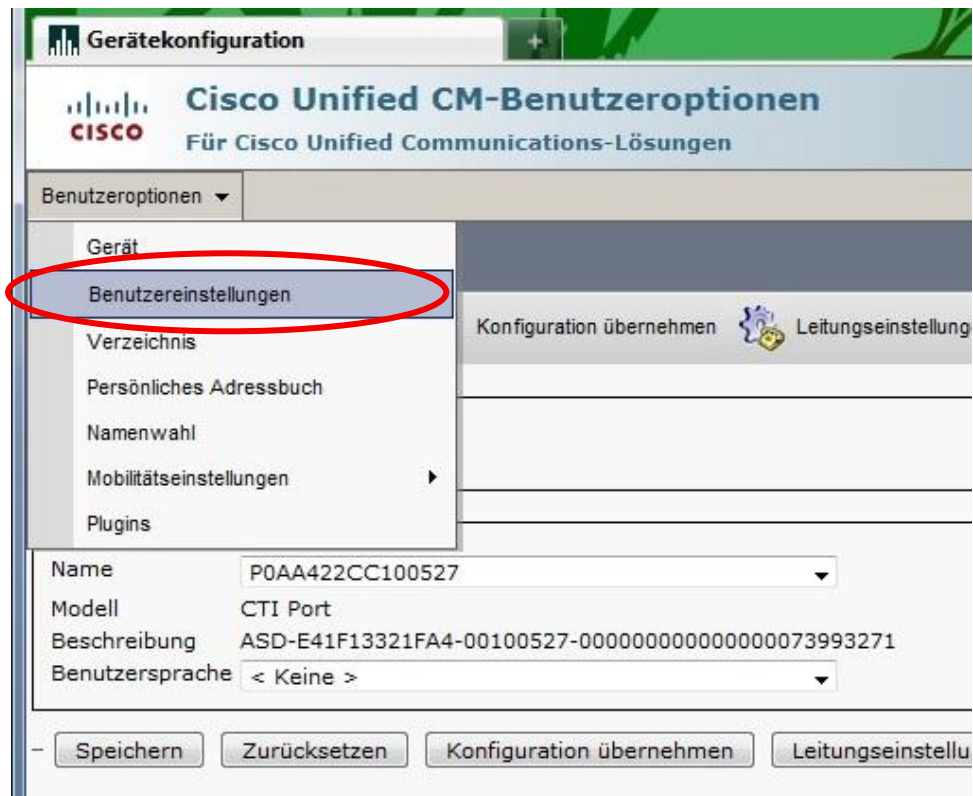 Gerätekonfiguration
+
CISCO
Cisco Unified CM-Benutzeroptionen
Für Cisco Unified Communications-Lösungen
Benutzeroptionen
Gerät
Benutzereinstellungen
Verzeichnis
Persönliches Adressbuch
Namenwahl
Mobilitätseinstellungen
Plugins
Konfiguration übernehmen Leitungseinstellung
Name P0AA422CC100527
Modell CTI Port
Beschreibung ASD-E41F13321FA4-00100527-000000000000000073993271
Benutzersprache < Keine >
- Speichern Zurücksetzen Konfiguration übernehmen Leitungseinstellu